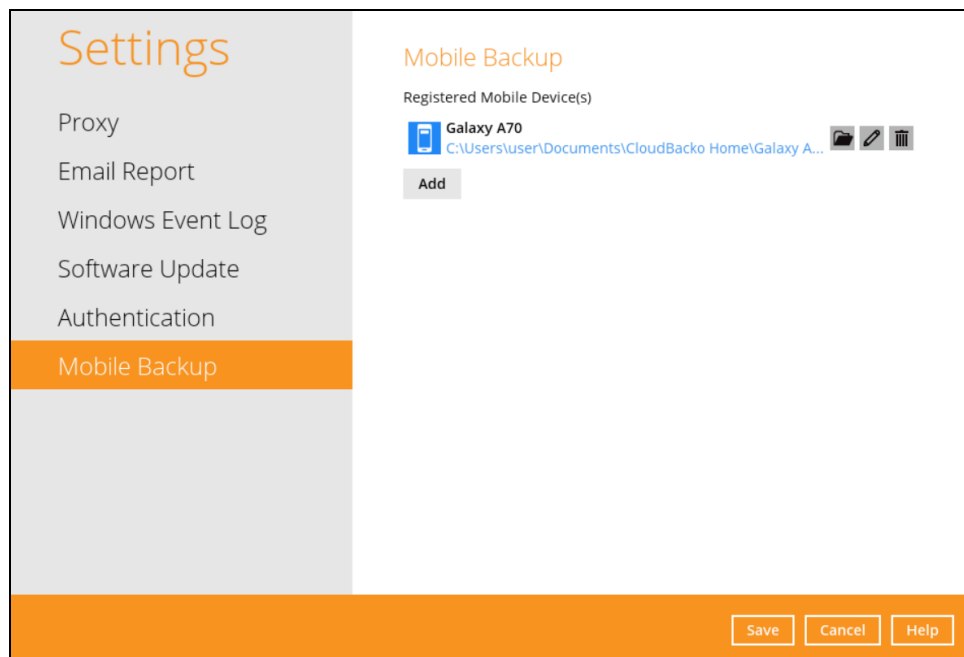 Settings
Proxy
Email Report
Windows Event Log
Software Update
Authentication
Mobile Backup
Mobile Backup
Registered Mobile Device(s)
Galaxy A70
C:\Users\user\Documents\CloudBacko Home\Galaxy A...
Add
Save
Cancel
Help